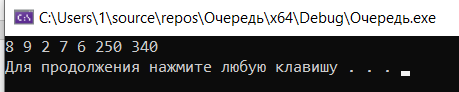 C:\Users\1\source\repos\Очередь\x64\Debug\Очередь.exe
8 9 2 7 6 250 340
Для продолжения нажмите любую клавишу . . .